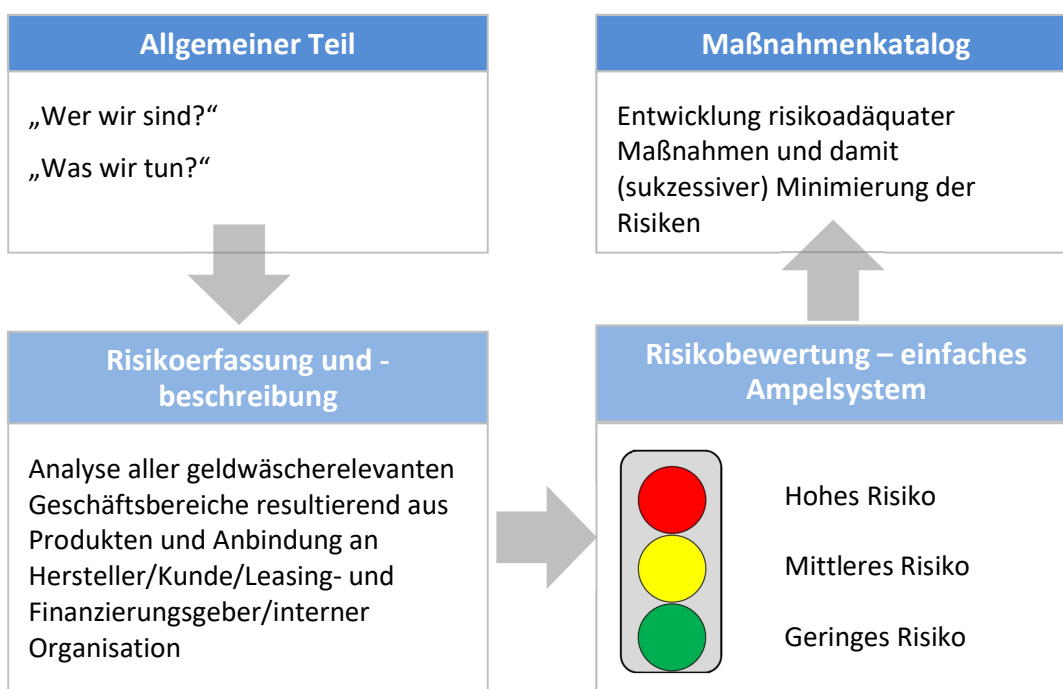 Allgemeiner Teil
„Wer wir sind?“
„Was wir tun?“
Risikoerfassung und -
beschreibung
Analyse aller geldwäscherelevanten
Geschäftsbereiche resultierend aus
Produkten und Anbindung an
Hersteller/Kunde/Leasing- und
Finanzierungsgeber/interner
Organisation
Risikobewertung – einfaches
Ampelsystem
Hohes Risiko
Mittleres Risiko
Geringes Risiko
Maßnahmenkatalog
Entwicklung risikoadäquater
Maßnahmen und damit
(sukzessiver) Minimierung der
Risiken